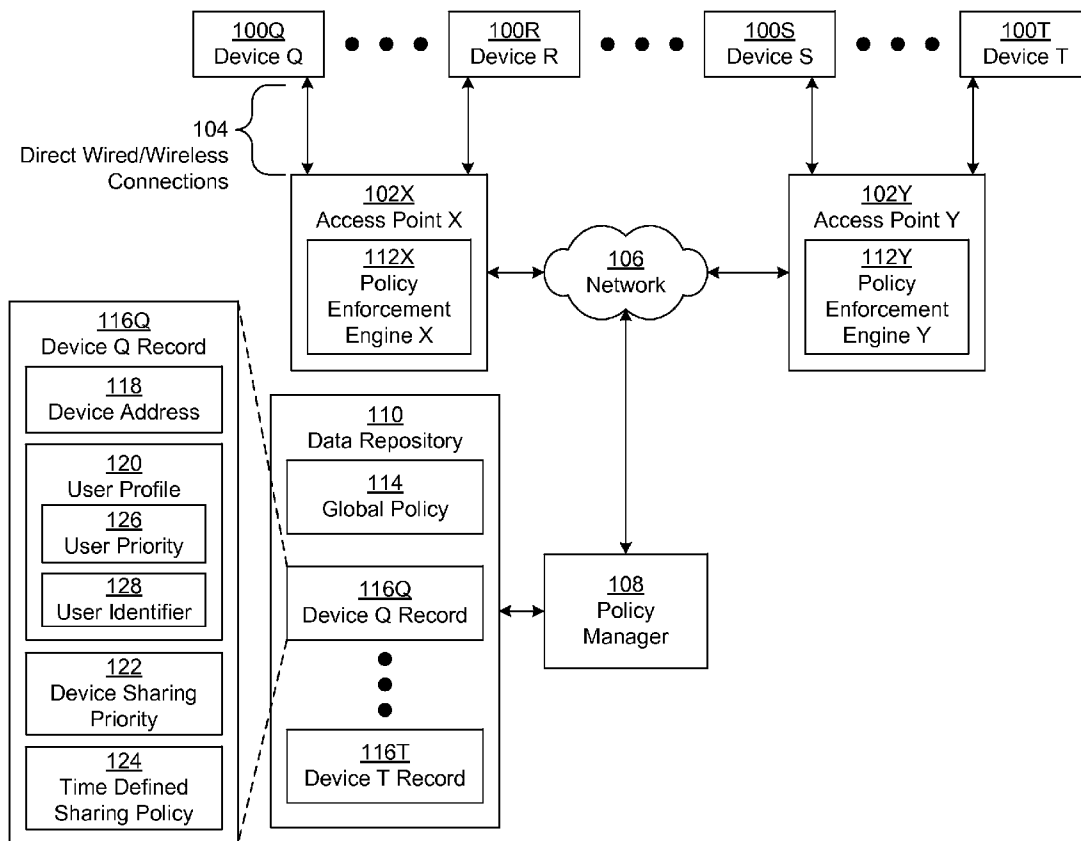 100Q
Device Q
100R
Device R
100S
Device S
100T
Device T
104
Direct Wired/Wireless
Connections
102X
Access Point X
112X
Policy
Enforcement
Engine X
106
Network
102Y
Access Point Y
112Y
Policy
Enforcement
Engine Y
116Q
Device Q Record
118
Device Address
120
User Profile
126
User Priority
128
User Identifier
122
Device Sharing
Priority
124
Time Defined
Sharing Policy
110
Data Repository
114
Global Policy
116Q
Device Q Record
116T
Device T Record
108
Policy
Manager